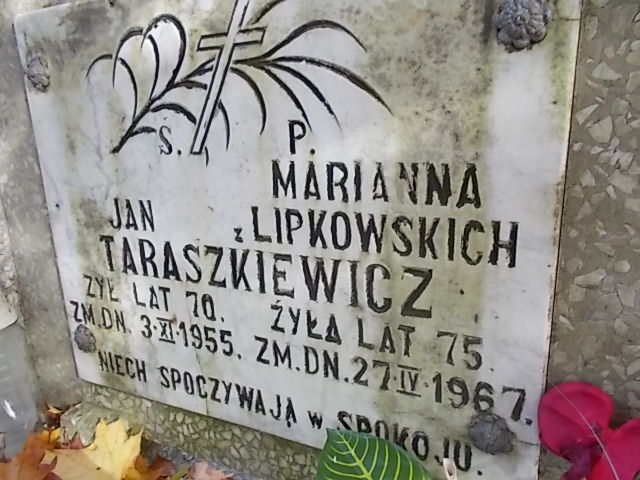 Ś. P.
MARIANNA
JAN z LIPKOWSKICH
TARASZKIEWICZ
ŻYŁ LAT 70. ŻYŁA LAT 75.
ZM.DN. 3·XI·1955. ZM.DN. 27·IV·1967.
NIECH SPOCZYWAJĄ W SPOKOJU.